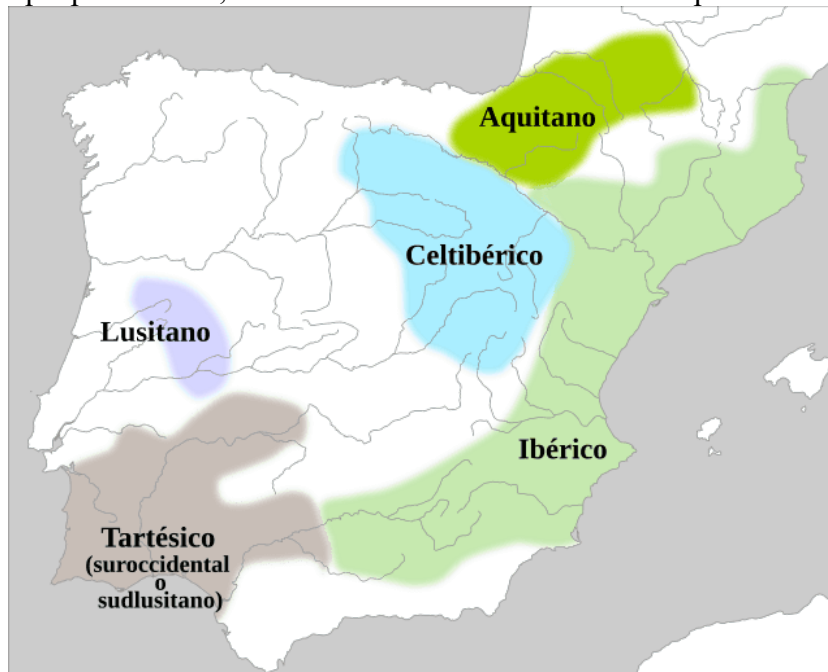 Aquitano
Celtibérico
Lusitano
Ibérico
Tartésico
(suroccidental
o
sudlusitano)